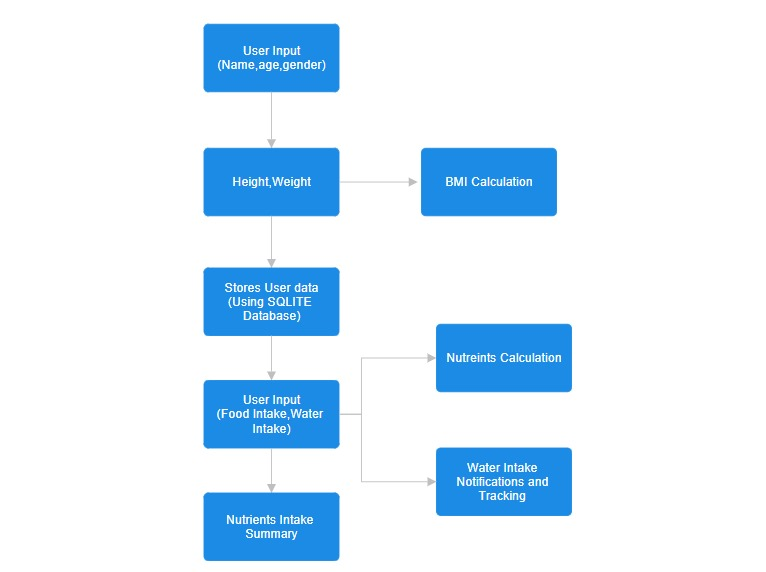 User Input
(Name,age,gender)
Height,Weight
BMI Calculation
Stores User data
(Using SQLITE
Database)
Nutreints Calculation
User Input
(Food Intake,Water
Intake)
Water Intake
Notifications and
Tracking
Nutrients Intake
Summary